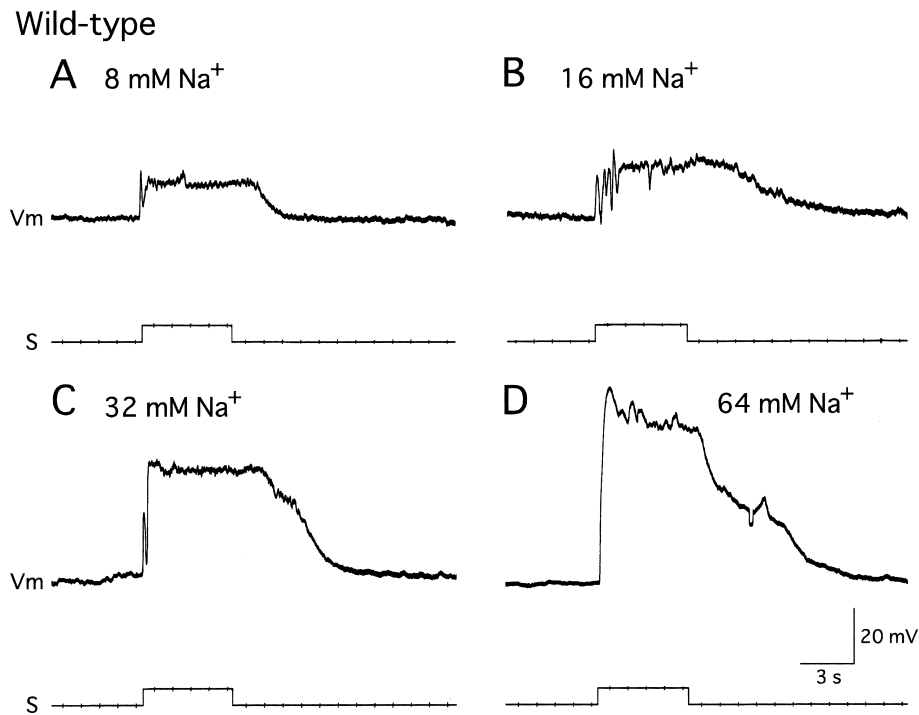 Wild-type
A 8 mM Na⁺
B 16 mM Na⁺
Vm
S
C 32 mM Na⁺
D 64 mM Na⁺
Vm
20 mV
3 s
S